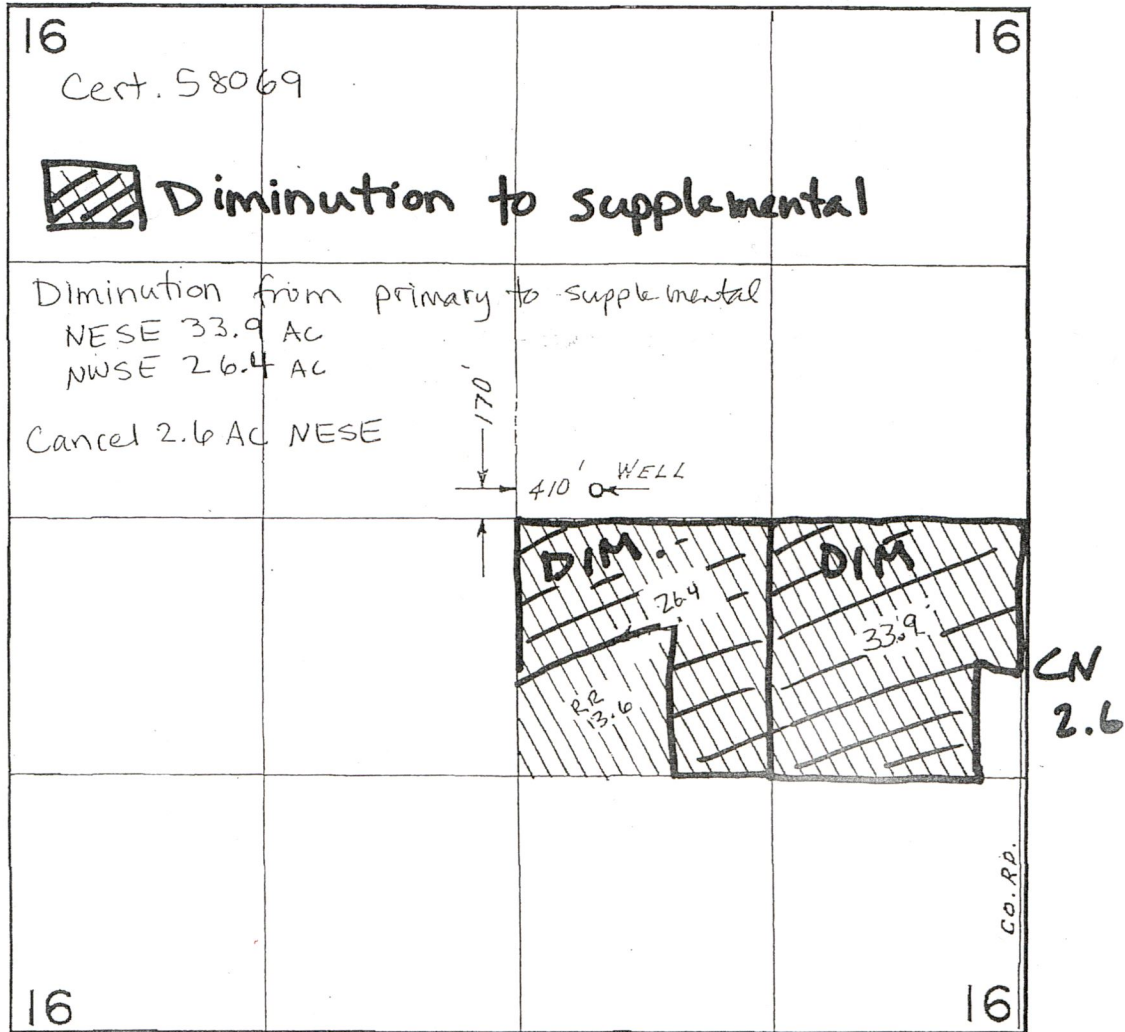 16 16
Cert. 58069
Diminution to supplemental
Diminution from primary to supplemental
NESE 33.9 AC
NWSE 26.4 AC
Cancel 2.6 AC NESE
170'
410' WELL
DIM. DIM
26.4
33.9
RR
13.6
CN
2.6
CO. RD.
16 16